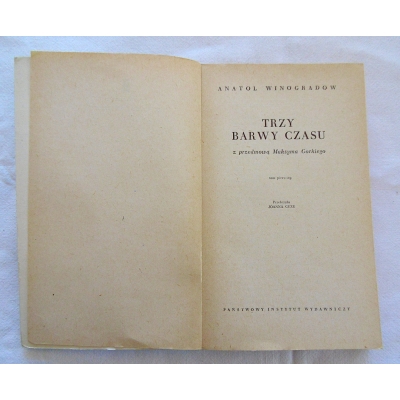 ANATOL WINOGRADOW
TRZY
BARWY CZASU
z przedmową Maksyma Gorkiego
PAŃSTWOWY INSTYTUT WYDAWNICZY